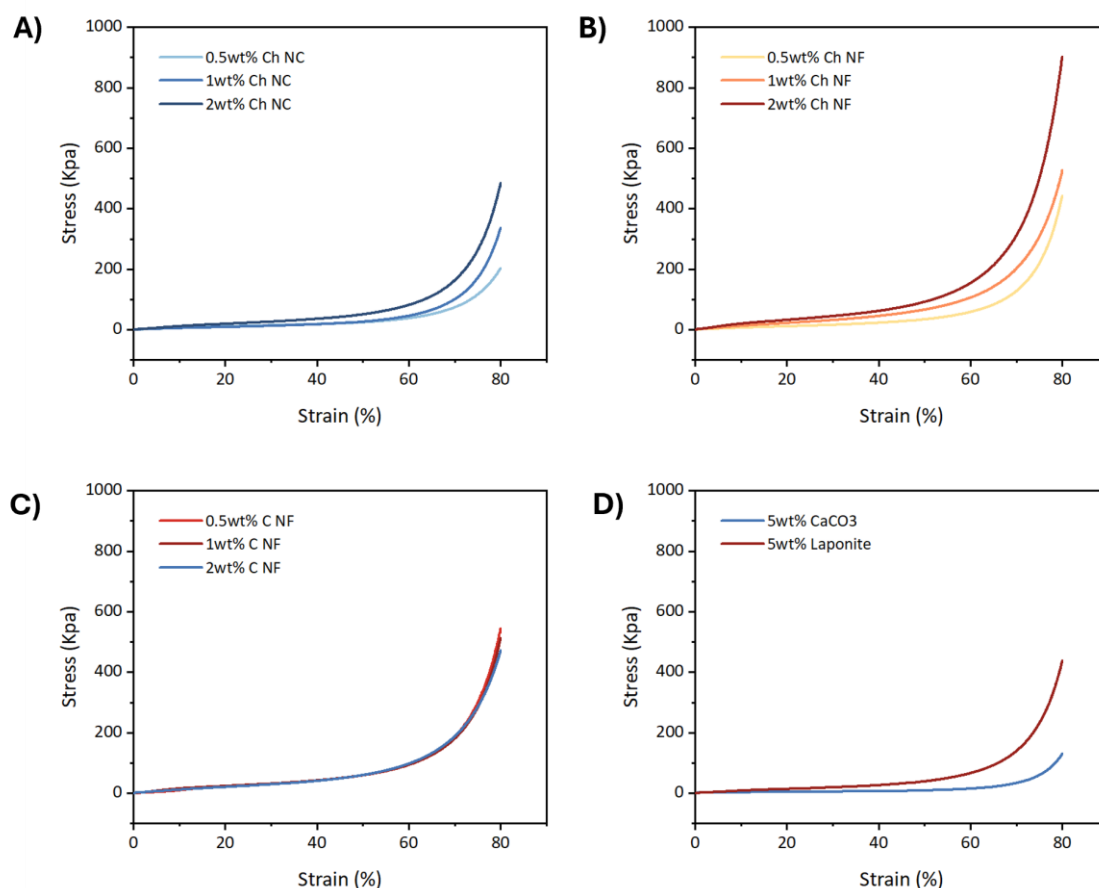 A)
1000
800
600
400
200
0
Stress (Kpa)
0.5wt% Ch NC
1wt% Ch NC
2wt% Ch NC
0 20 40 60 80
Strain (%)
B)
1000
800
600
400
200
0
Stress (Kpa)
0.5wt% Ch NF
1wt% Ch NF
2wt% Ch NF
0 20 40 60 80
Strain (%)
C)
1000
800
600
400
200
0
Stress (Kpa)
0.5wt% C NF
1wt% C NF
2wt% C NF
0 20 40 60 80
Strain (%)
D)
1000
800
600
400
200
0
Stress (Kpa)
5wt% CaCO3
5wt% Laponite
0 20 40 60 80
Strain (%)